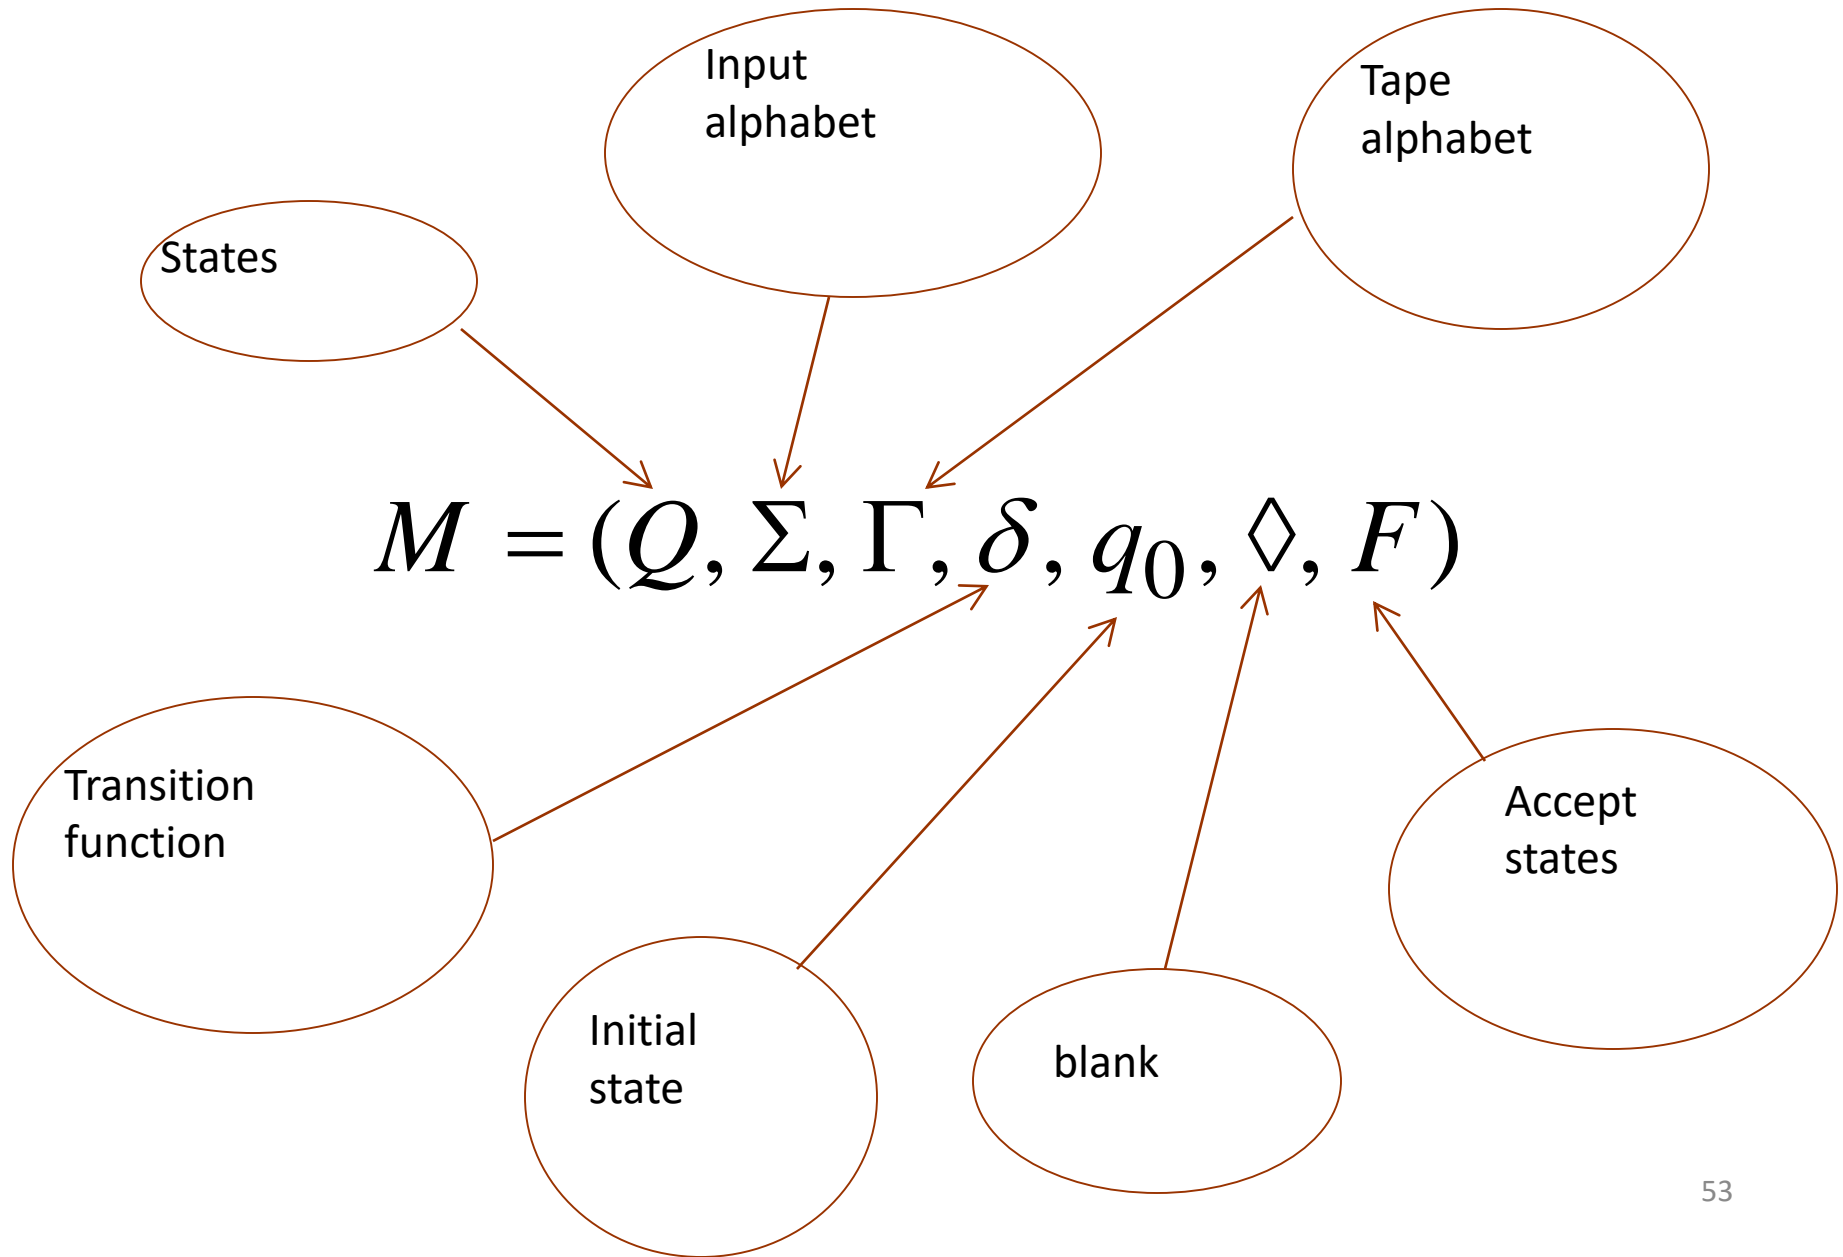 Input
alphabet
Tape
alphabet
States
M = (Q, Σ, Γ, δ, q₀, ◊, F)
Transition
function
Accept
states
Initial
state
blank
53